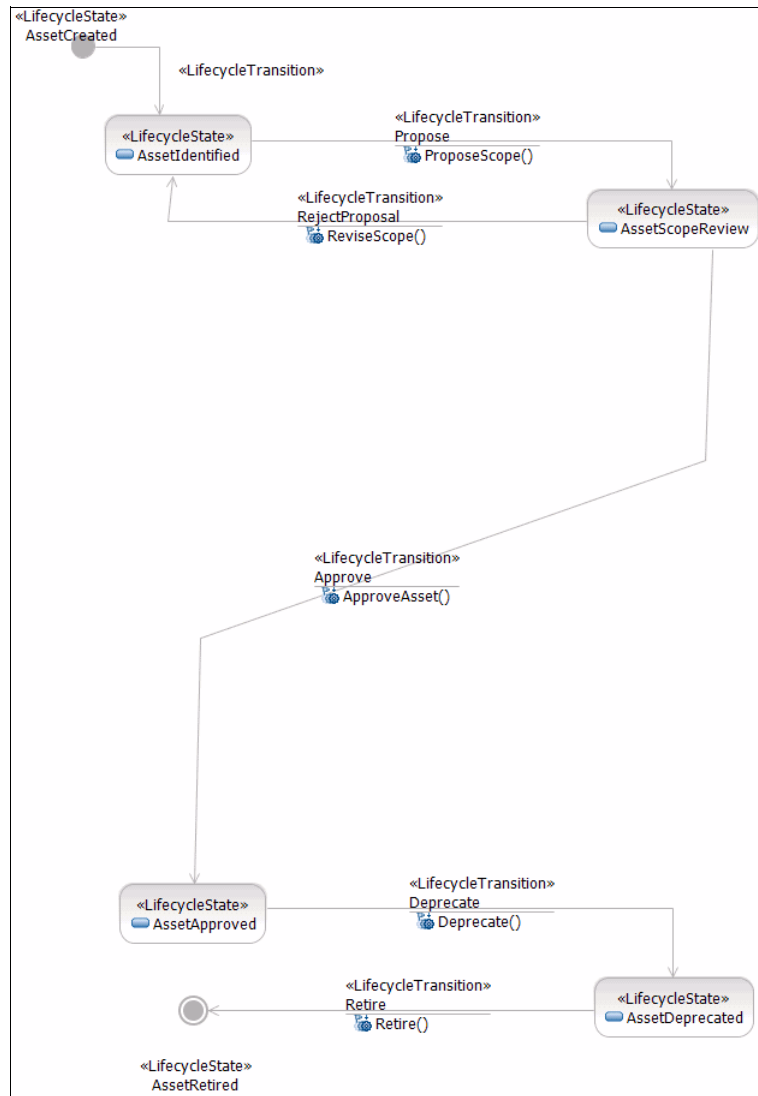 «LifecycleState»
AssetCreated
«LifecycleTransition»
«LifecycleState»
AssetIdentified
«LifecycleTransition»
Propose
ProposeScope()
«LifecycleTransition»
RejectProposal
ReviseScope()
«LifecycleState»
AssetScopeReview
«LifecycleTransition»
Approve
ApproveAsset()
«LifecycleState»
AssetApproved
«LifecycleTransition»
Deprecate
Deprecate()
«LifecycleTransition»
Retire
Retire()
«LifecycleState»
AssetDeprecated
«LifecycleState»
AssetRetired